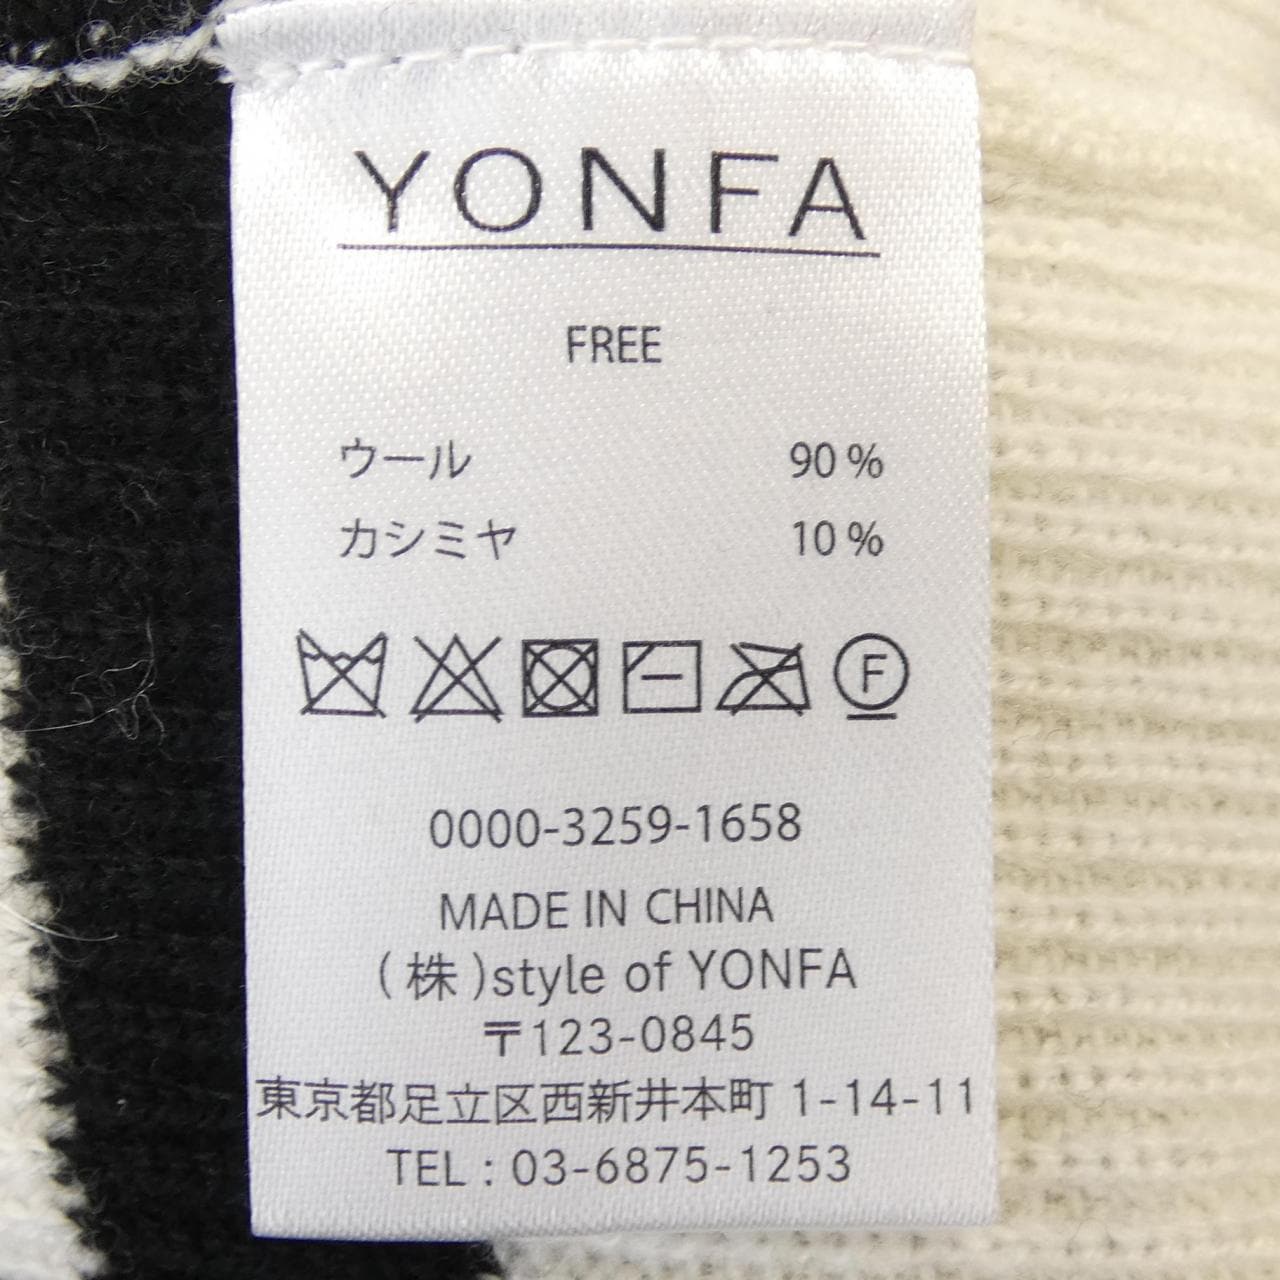 YONFA
FREE
ウール 90 %
カシミヤ 10 %
F
0000-3259-1658
MADE IN CHINA
(株)style of YONFA
〒123-0845
東京都足立区西新井本町 1-14-11
TEL : 03-6875-1253